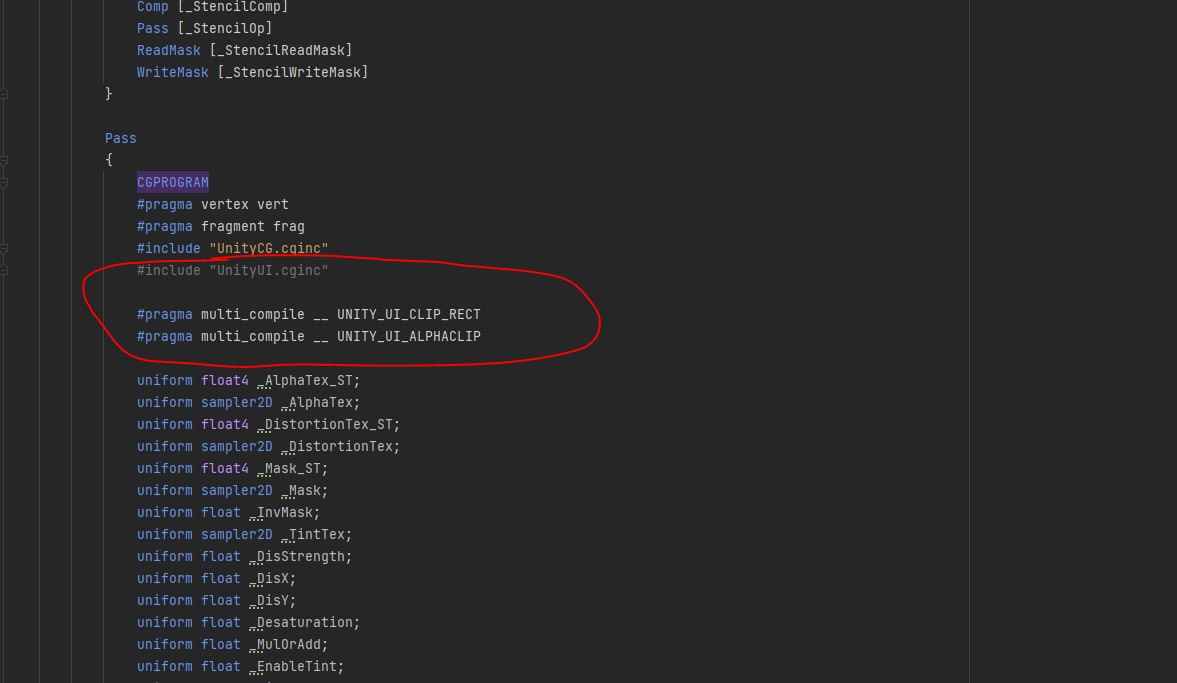 Comp [_StencilComp]
Pass [_StencilOp]
ReadMask [_StencilReadMask]
WriteMask [_StencilWriteMask]
}
Pass
{
CGPROGRAM
#pragma vertex vert
#pragma fragment frag
#include "UnityCG.cginc"
#include "UnityUI.cginc"
#pragma multi_compile __ UNITY_UI_CLIP_RECT
#pragma multi_compile __ UNITY_UI_ALPHACLIP
uniform float4 _AlphaTex_ST;
uniform sampler2D _AlphaTex;
uniform float4 _DistortionTex_ST;
uniform sampler2D _DistortionTex;
uniform float4 _Mask_ST;
uniform sampler2D _Mask;
uniform float _InvMask;
uniform sampler2D _TintTex;
uniform float _DisStrength;
uniform float _DisX;
uniform float _DisY;
uniform float _Desaturation;
uniform float _MulOrAdd;
uniform float _EnableTint;